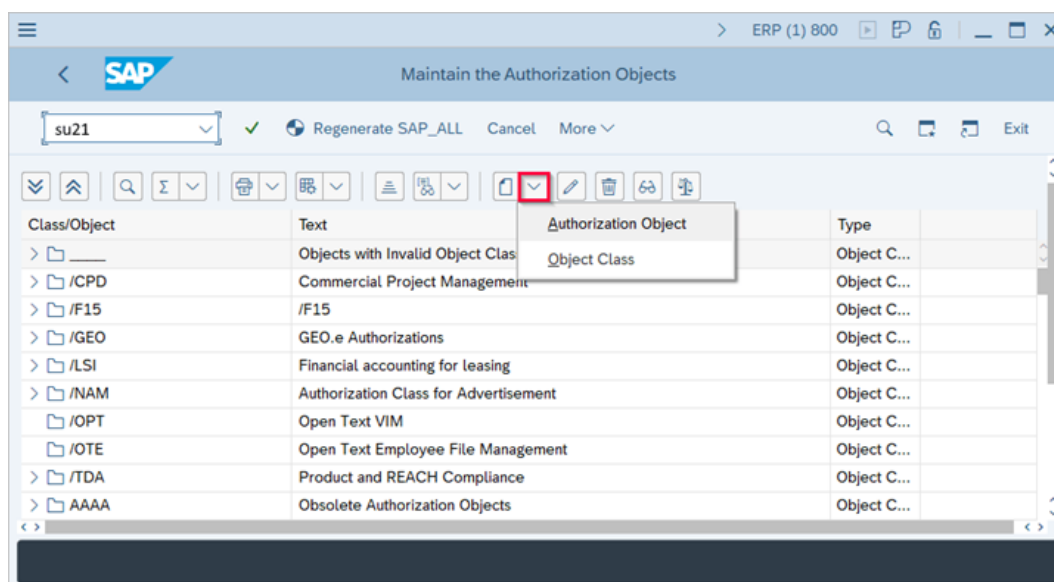 ERP (1) 800
SAP Maintain the Authorization Objects
su21 Regenerate SAP_ALL Cancel More Exit
Class/Object Text Type
Authorization Object
Object Class
_____ Objects with Invalid Object Clas Object C...
/CPD Commercial Project Management Object C...
/F15 /F15 Object C...
/GEO GEO.e Authorizations Object C...
/LSI Financial accounting for leasing Object C...
/NAM Authorization Class for Advertisement Object C...
/OPT Open Text VIM Object C...
/OTE Open Text Employee File Management Object C...
/TDA Product and REACH Compliance Object C...
AAAA Obsolete Authorization Objects Object C...